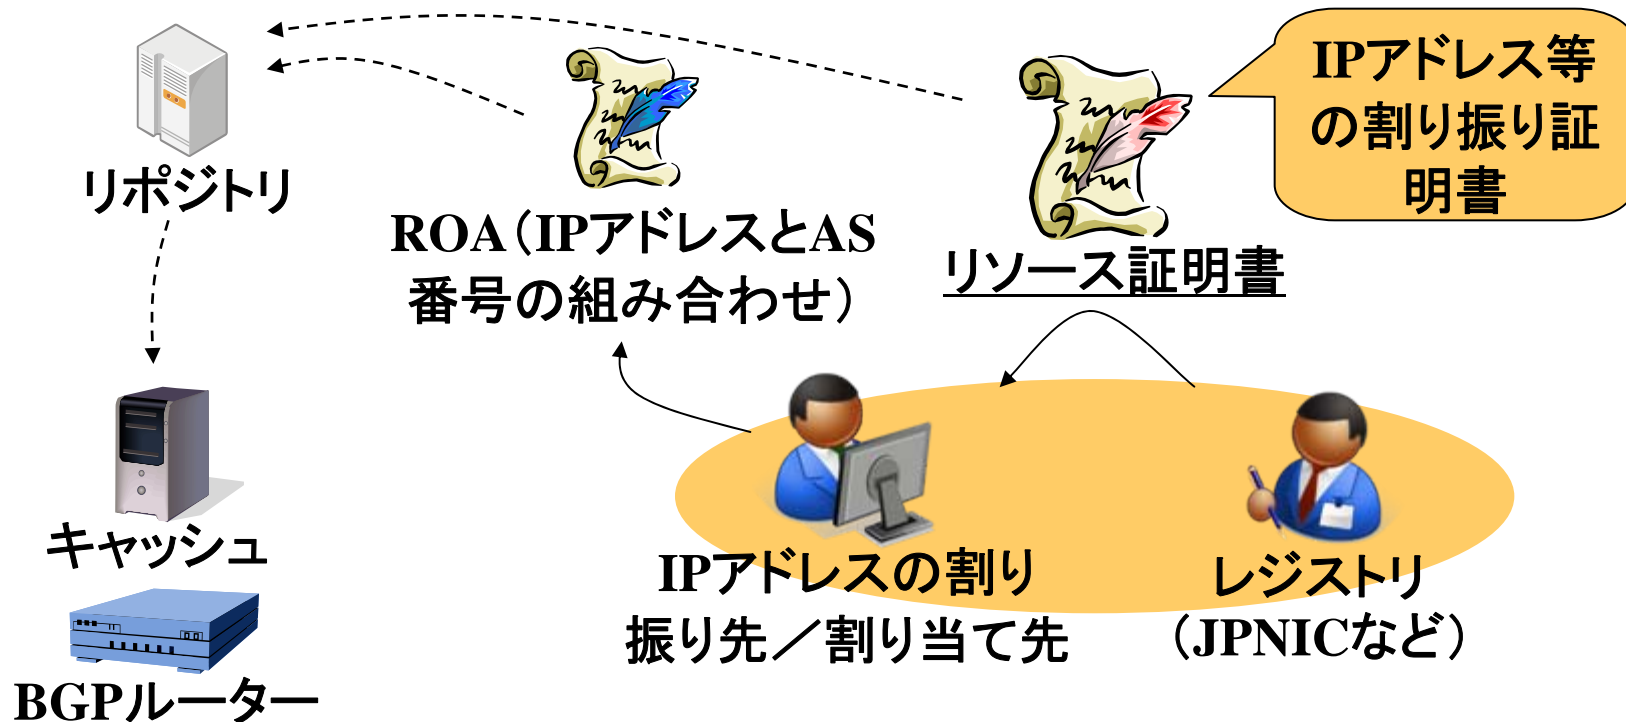 IPアドレス等
の割り振り証
明書
リポジトリ
ROA（IPアドレスとAS
番号の組み合わせ）
リソース証明書
キャッシュ
BGPルーター
IPアドレスの割り
振り先／割り当て先
レジストリ
（JPNICなど）